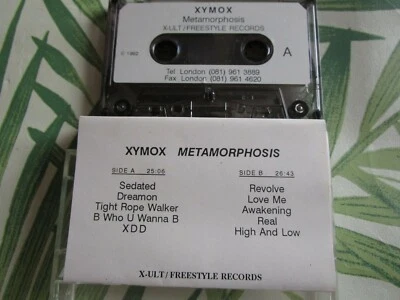 XYMOX
Metamorphosis
X-ULT/FREESTYLE RECORDS
© 1992
A
Tel. London (081) 961 3889
Fax. London (081) 961 4620
XYMOX METAMORPHOSIS
SIDE A 25:06
Sedated
Dreamon
Tight Rope Walker
B Who U Wanna B
XDD
SIDE B 26:43
Revolve
Love Me
Awakening
Real
High And Low
X-ULT/FREESTYLE RECORDS